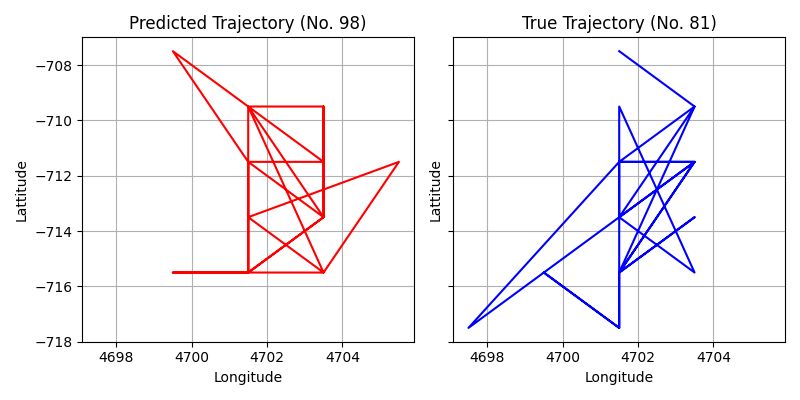 Predicted Trajectory (No. 98)
True Trajectory (No. 81)
−708
−710
−712
−714
−716
−718
Lattitude
Lattitude
4698 4700 4702 4704
4698 4700 4702 4704
Longitude
Longitude